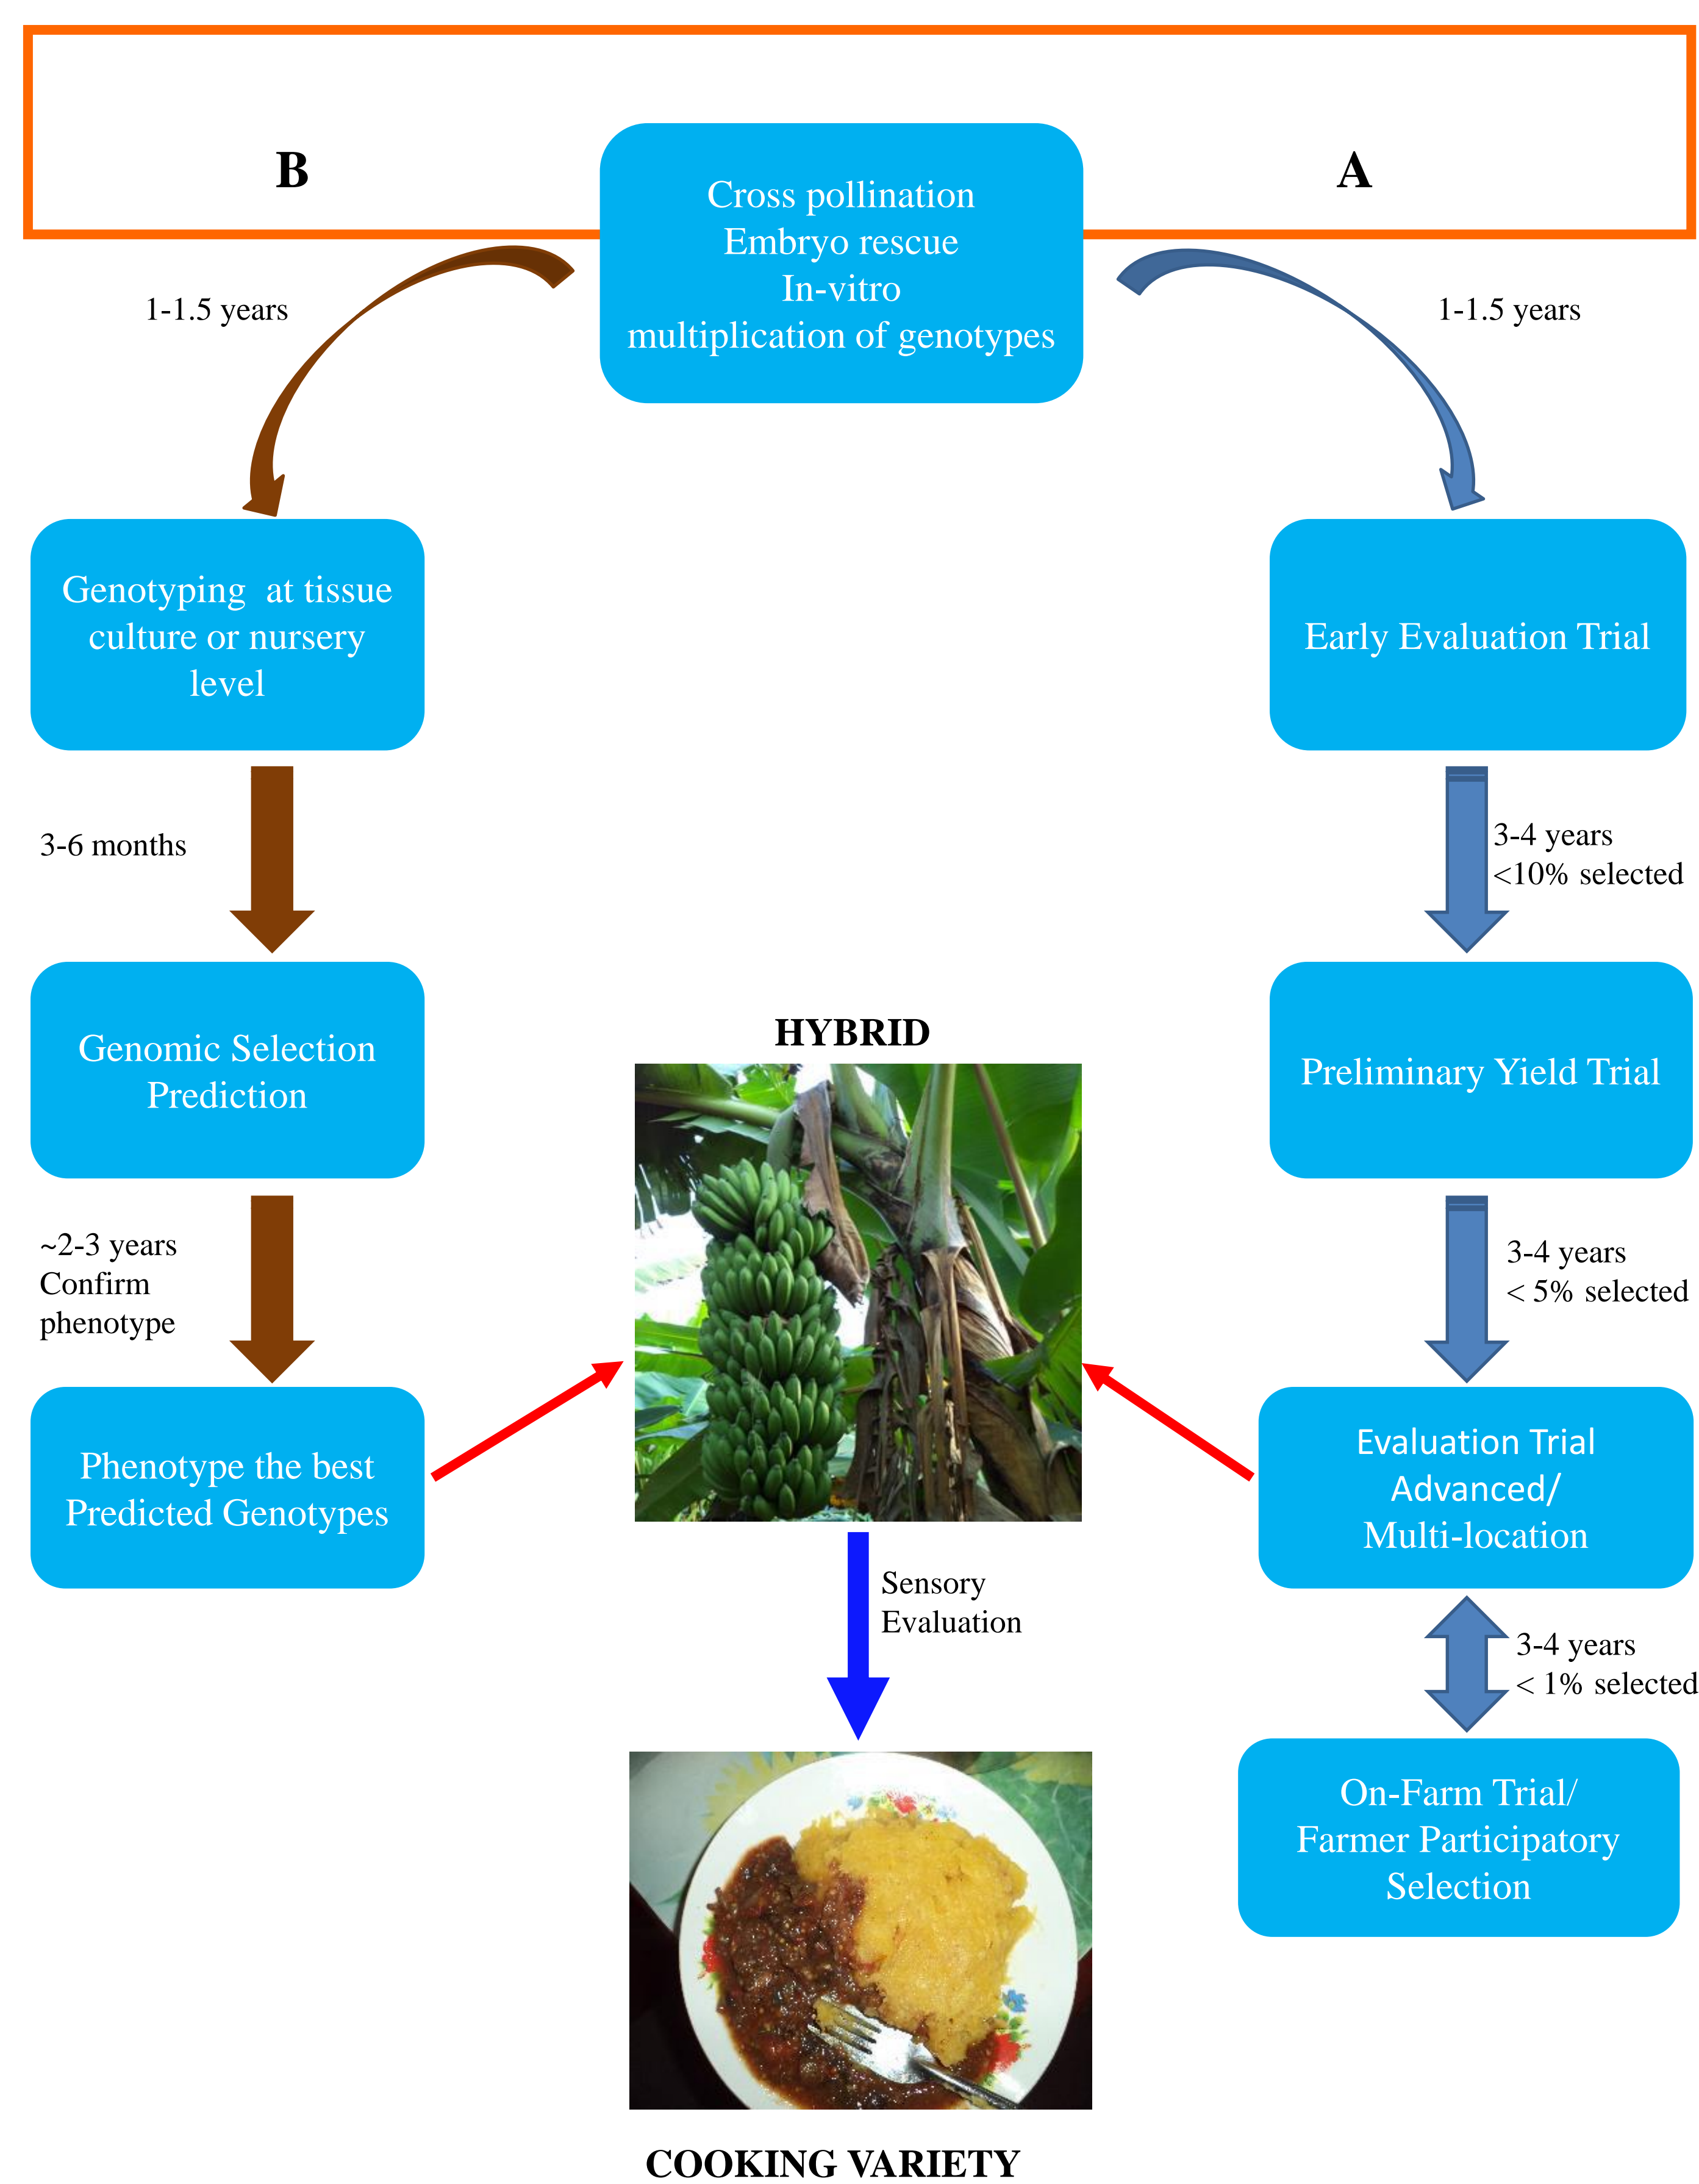 B
A
Cross pollination
Embryo rescue
In-vitro
multiplication of genotypes
1-1.5 years
1-1.5 years
Genotyping at tissue
culture or nursery
level
Early Evaluation Trial
3-6 months
3-4 years
<10% selected
Genomic Selection
Prediction
HYBRID
Preliminary Yield Trial
~2-3 years
Confirm
phenotype
3-4 years
< 5% selected
Phenotype the best
Predicted Genotypes
Evaluation Trial
Advanced/
Multi-location
Sensory
Evaluation
3-4 years
< 1% selected
On-Farm Trial/
Farmer Participatory
Selection
COOKING VARIETY